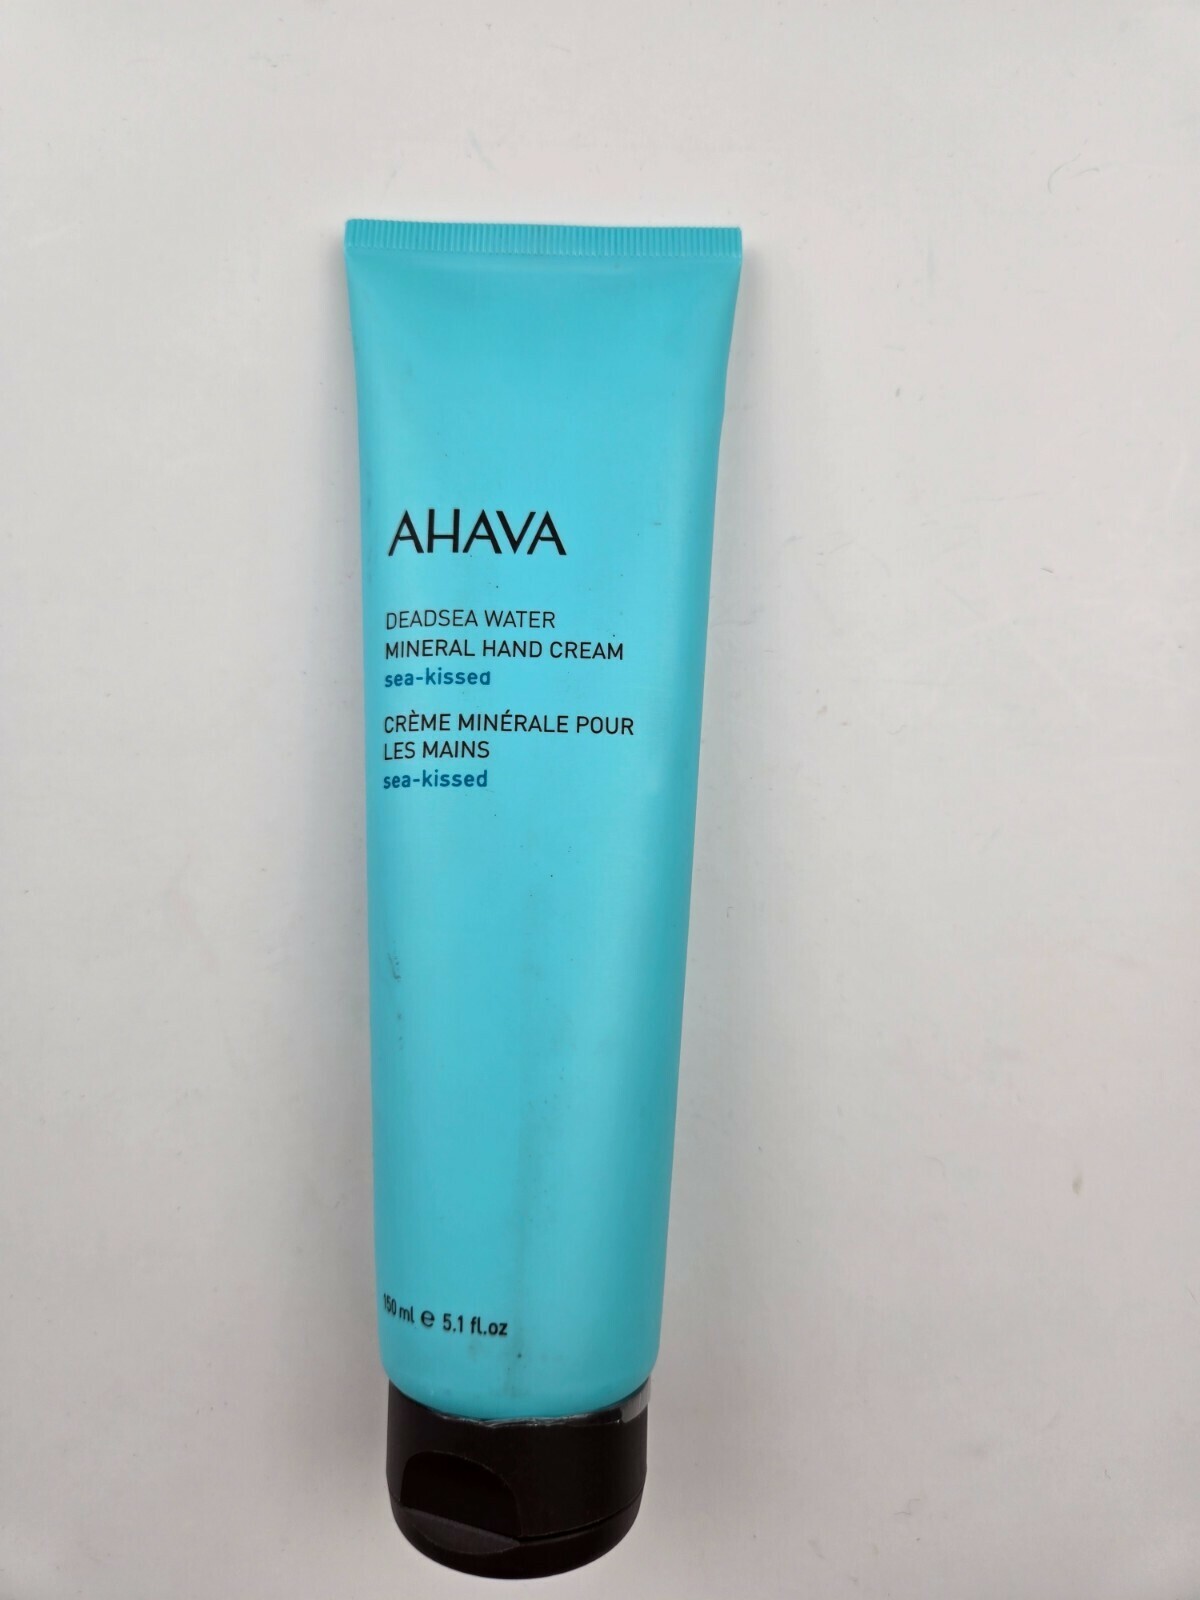 AHAVA
DEADSEA WATER
MINERAL HAND CREAM
sea-kissed
CRÈME MINÉRALE POUR
LES MAINS
sea-kissed
150 ml ℮ 5.1 fl.oz